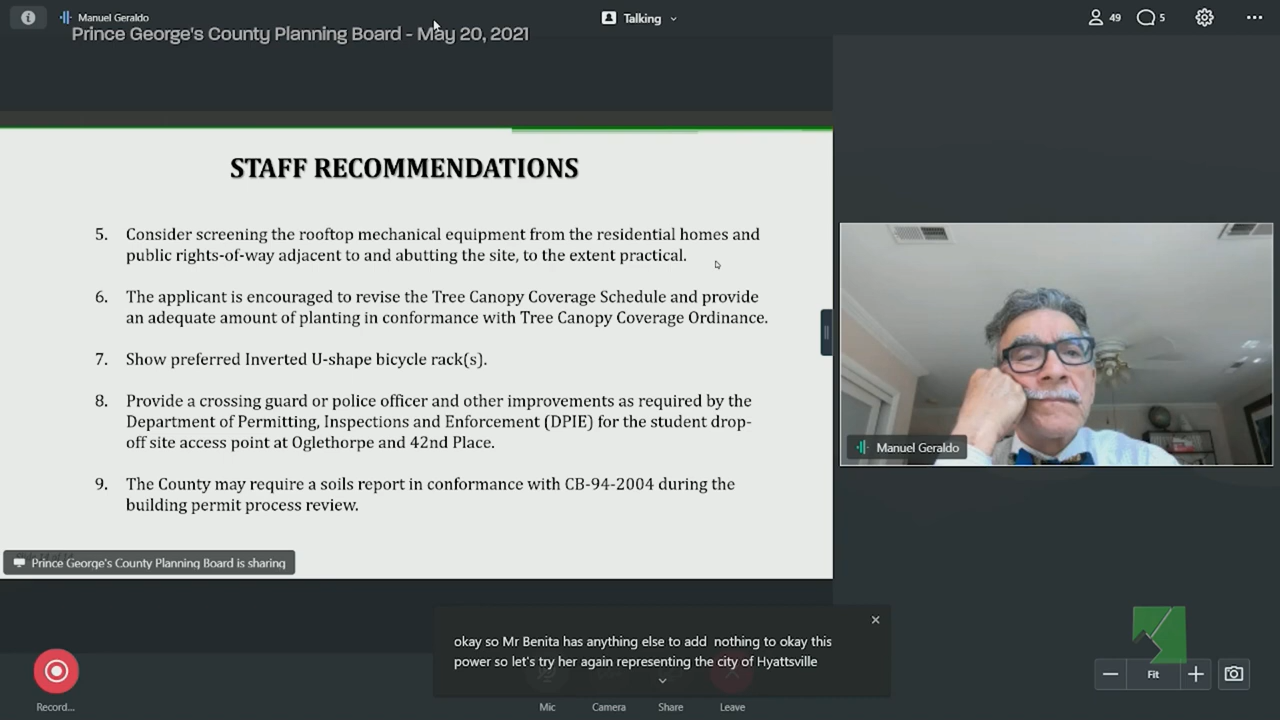 Manuel Geraldo
Talking
49
5
Prince George's County Planning Board - May 20, 2021
STAFF RECOMMENDATIONS
5. Consider screening the rooftop mechanical equipment from the residential homes and
public rights-of-way adjacent to and abutting the site, to the extent practical.
6. The applicant is encouraged to revise the Tree Canopy Coverage Schedule and provide
an adequate amount of planting in conformance with Tree Canopy Coverage Ordinance.
7. Show preferred Inverted U-shape bicycle rack(s).
8. Provide a crossing guard or police officer and other improvements as required by the
Department of Permitting, Inspections and Enforcement (DPIE) for the student drop-
off site access point at Oglethorpe and 42nd Place.
9. The County may require a soils report in conformance with CB-94-2004 during the
building permit process review.
Manuel Geraldo
Prince George's County Planning Board is sharing
okay so Mr Benita has anything else to add nothing to okay this
power so let's try her again representing the city of Hyattsville
Fit
Record...
Mic
Camera
Share
Leave